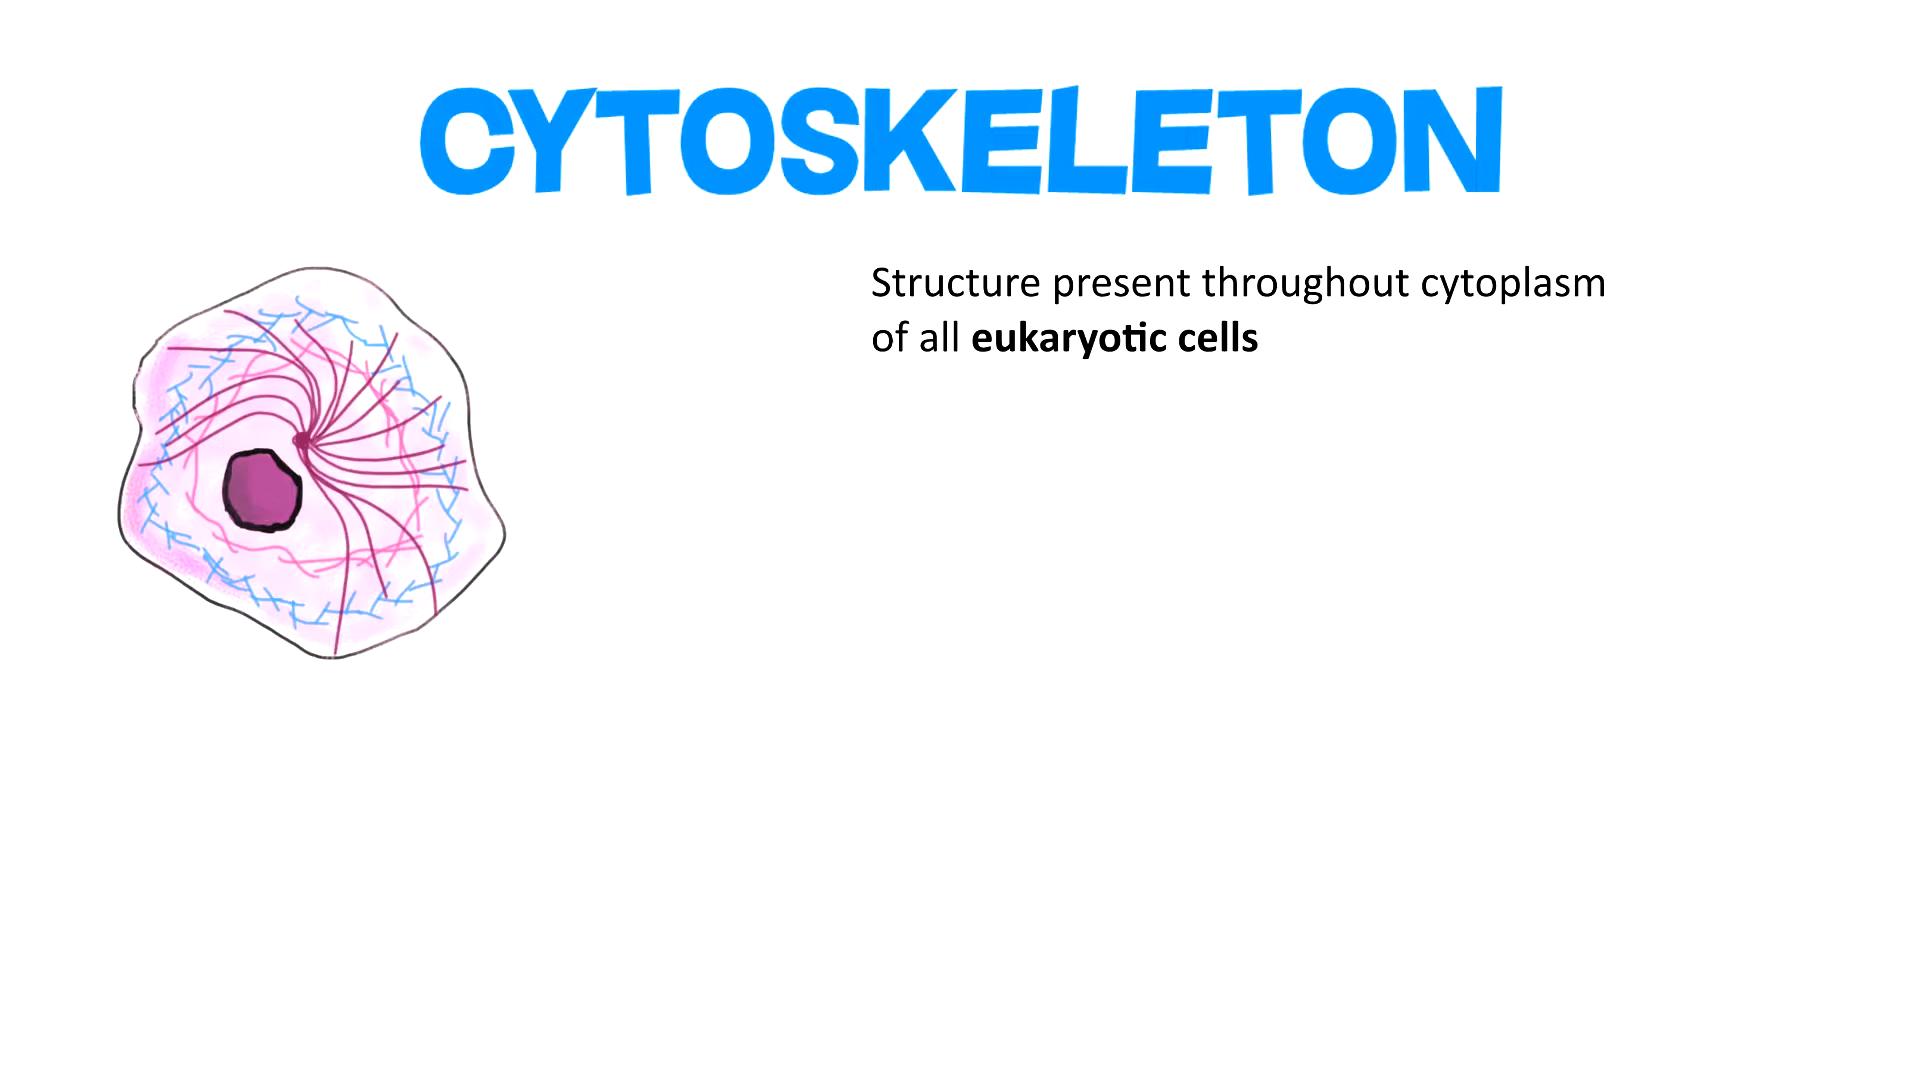 CYTOSKELETON
Structure present throughout cytoplasm
of all eukaryotic cells